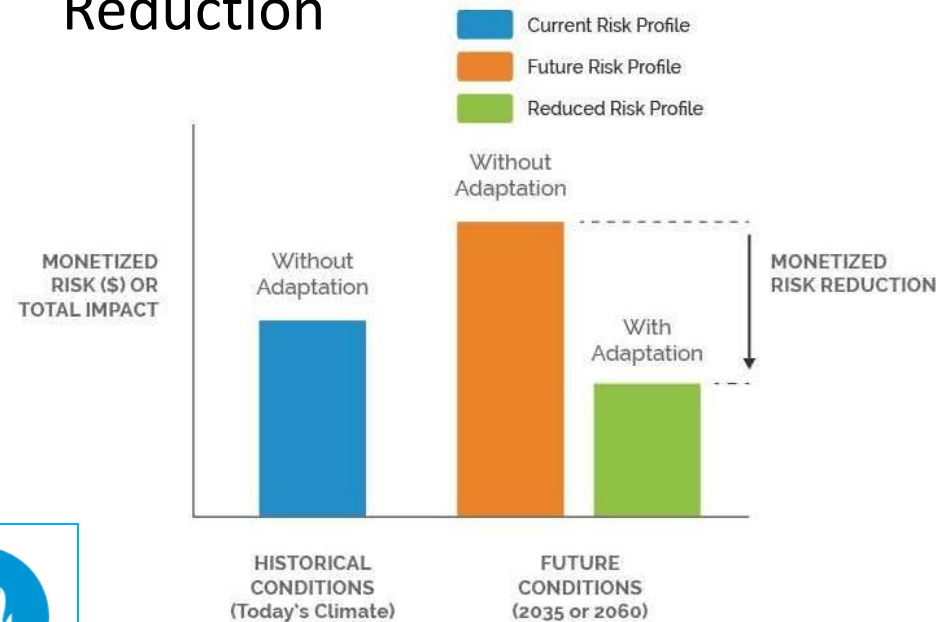 Reduction
Current Risk Profile
Future Risk Profile
Reduced Risk Profile
Without
Adaptation
MONETIZED
RISK ($) OR
TOTAL IMPACT
Without
Adaptation
With
Adaptation
MONETIZED
RISK REDUCTION
HISTORICAL
CONDITIONS
(Today's Climate)
FUTURE
CONDITIONS
(2035 or 2060)